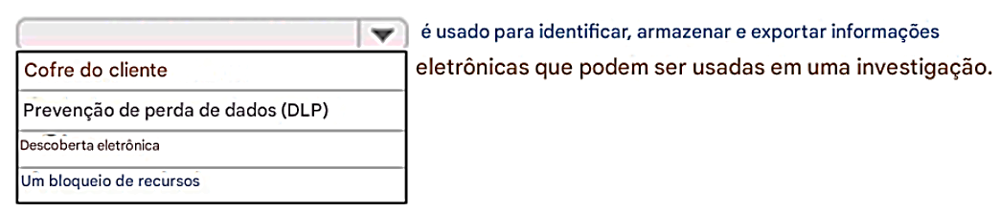 é usado para identificar, armazenar e exportar informações
eletrônicas que podem ser usadas em uma investigação.
Cofre do cliente
Prevenção de perda de dados (DLP)
Descoberta eletrônica
Um bloqueio de recursos